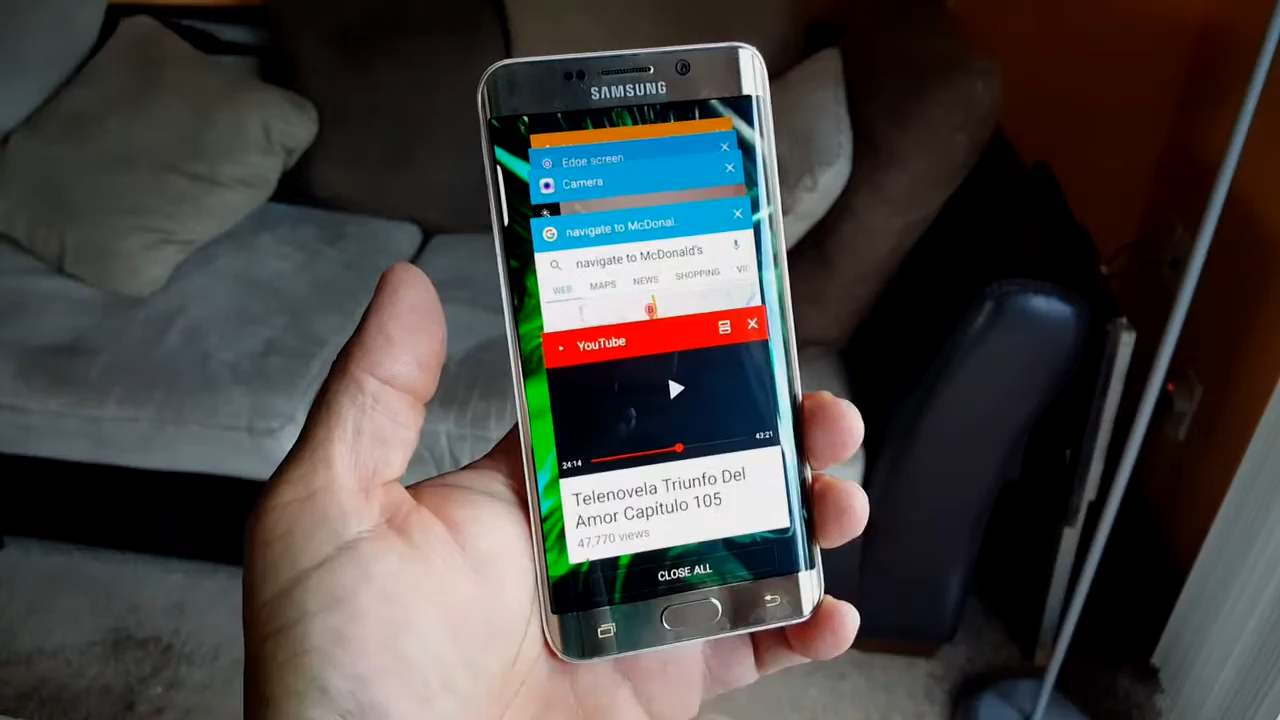 SAMSUNG
Edge screen
Camera
navigate to McDonal..
navigate to McDonald's
WEB MAPS NEWS SHOPPING VI
B
YouTube
24:14 43:21
Telenovela Triunfo Del
Amor Capítulo 105
47,770 views
CLOSE ALL